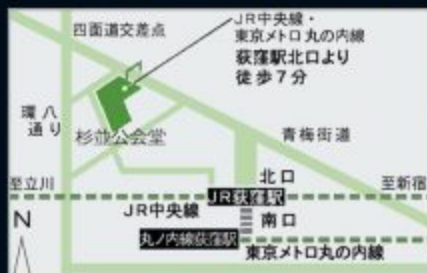 四面道交差点
JR中央線・
東京メトロ丸の内線
荻窪駅北口より
徒歩7分
環八
通り
杉並公会堂
青梅街道
北口
至立川
JR荻窪駅
至新宿
JR中央線
南口
N
丸ノ内線荻窪駅
東京メトロ丸の内線